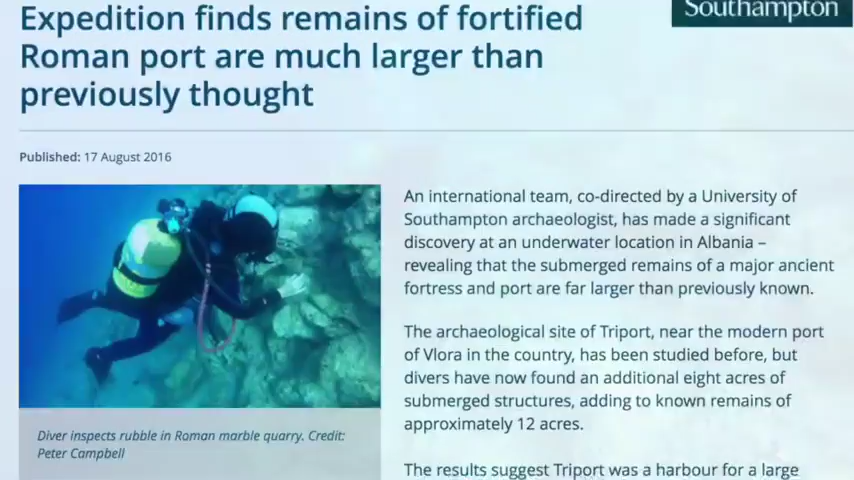 Southampton
Expedition finds remains of fortified
Roman port are much larger than
previously thought
Published: 17 August 2016
Diver inspects rubble in Roman marble quarry. Credit:
Peter Campbell
An international team, co-directed by a University of
Southampton archaeologist, has made a significant
discovery at an underwater location in Albania –
revealing that the submerged remains of a major ancient
fortress and port are far larger than previously known.
The archaeological site of Triport, near the modern port
of Vlora in the country, has been studied before, but
divers have now found an additional eight acres of
submerged structures, adding to known remains of
approximately 12 acres.
The results suggest Triport was a harbour for a large